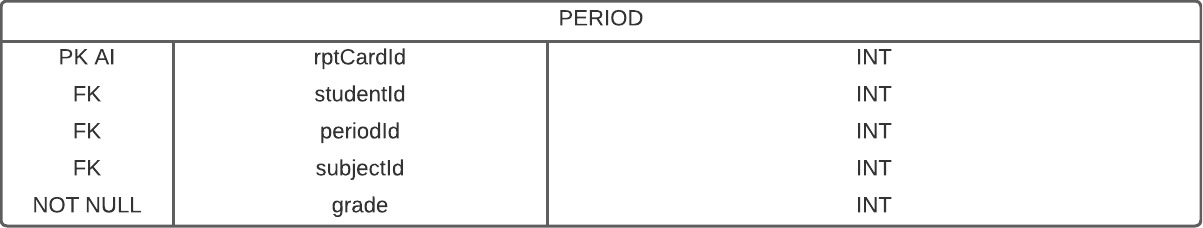 PERIOD
PK AI rptCardId INT
FK studentId INT
FK periodId INT
FK subjectId INT
NOT NULL grade INT